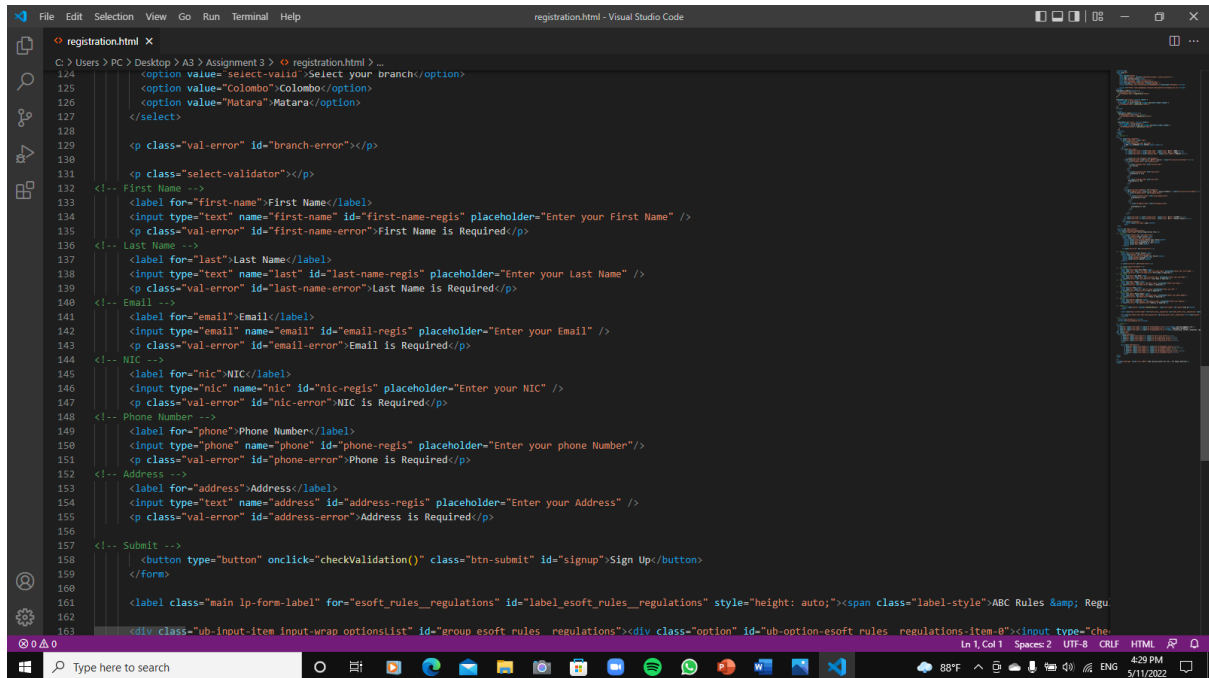 File Edit Selection View Go Run Terminal Help registration.html - Visual Studio Code
registration.html
C: > Users > PC > Desktop > A3 > Assignment 3 > registration.html > ...
124 <option value="select-valid">Select your branch</option>
125 <option value="Colombo">Colombo</option>
126 <option value="Matara">Matara</option>
127 </select>
128
129 <p class="val-error" id="branch-error"></p>
130
131 <p class="select-validator"></p>
132 <!-- First Name -->
133 <label for="first-name">First Name</label>
134 <input type="text" name="first-name" id="first-name-regis" placeholder="Enter your First Name" />
135 <p class="val-error" id="first-name-error">First Name is Required</p>
136 <!-- Last Name -->
137 <label for="last">Last Name</label>
138 <input type="text" name="last" id="last-name-regis" placeholder="Enter your Last Name" />
139 <p class="val-error" id="last-name-error">Last Name is Required</p>
140 <!-- Email -->
141 <label for="email">Email</label>
142 <input type="email" name="email" id="email-regis" placeholder="Enter your Email" />
143 <p class="val-error" id="email-error">Email is Required</p>
144 <!-- NIC -->
145 <label for="nic">NIC</label>
146 <input type="nic" name="nic" id="nic-regis" placeholder="Enter your NIC" />
147 <p class="val-error" id="nic-error">NIC is Required</p>
148 <!-- Phone Number -->
149 <label for="phone">Phone Number</label>
150 <input type="phone" name="phone" id="phone-regis" placeholder="Enter your phone Number"/>
151 <p class="val-error" id="phone-error">Phone is Required</p>
152 <!-- Address -->
153 <label for="address">Address</label>
154 <input type="text" name="address" id="address-regis" placeholder="Enter your Address" />
155 <p class="val-error" id="address-error">Address is Required</p>
156
157 <!-- Submit -->
158 <button type="button" onclick="checkValidation()" class="btn-submit" id="signup">Sign Up</button>
159 </form>
160
161 <label class="main lp-form-label" for="esoft_rules__regulations" id="label_esoft_rules__regulations" style="height: auto;"><span class="label-style">ABC Rules &amp; Regu
162
163 <div class="ub-input-item input-wrap optionsList" id="group_esoft_rules__regulations"><div class="option" id="ub-option-esoft_rules__regulations-item-0"><input type="che
0 0 Ln 1, Col 1 Spaces: 2 UTF-8 CRLF HTML
Type here to search 88°F ENG 4:29 PM
5/11/2022